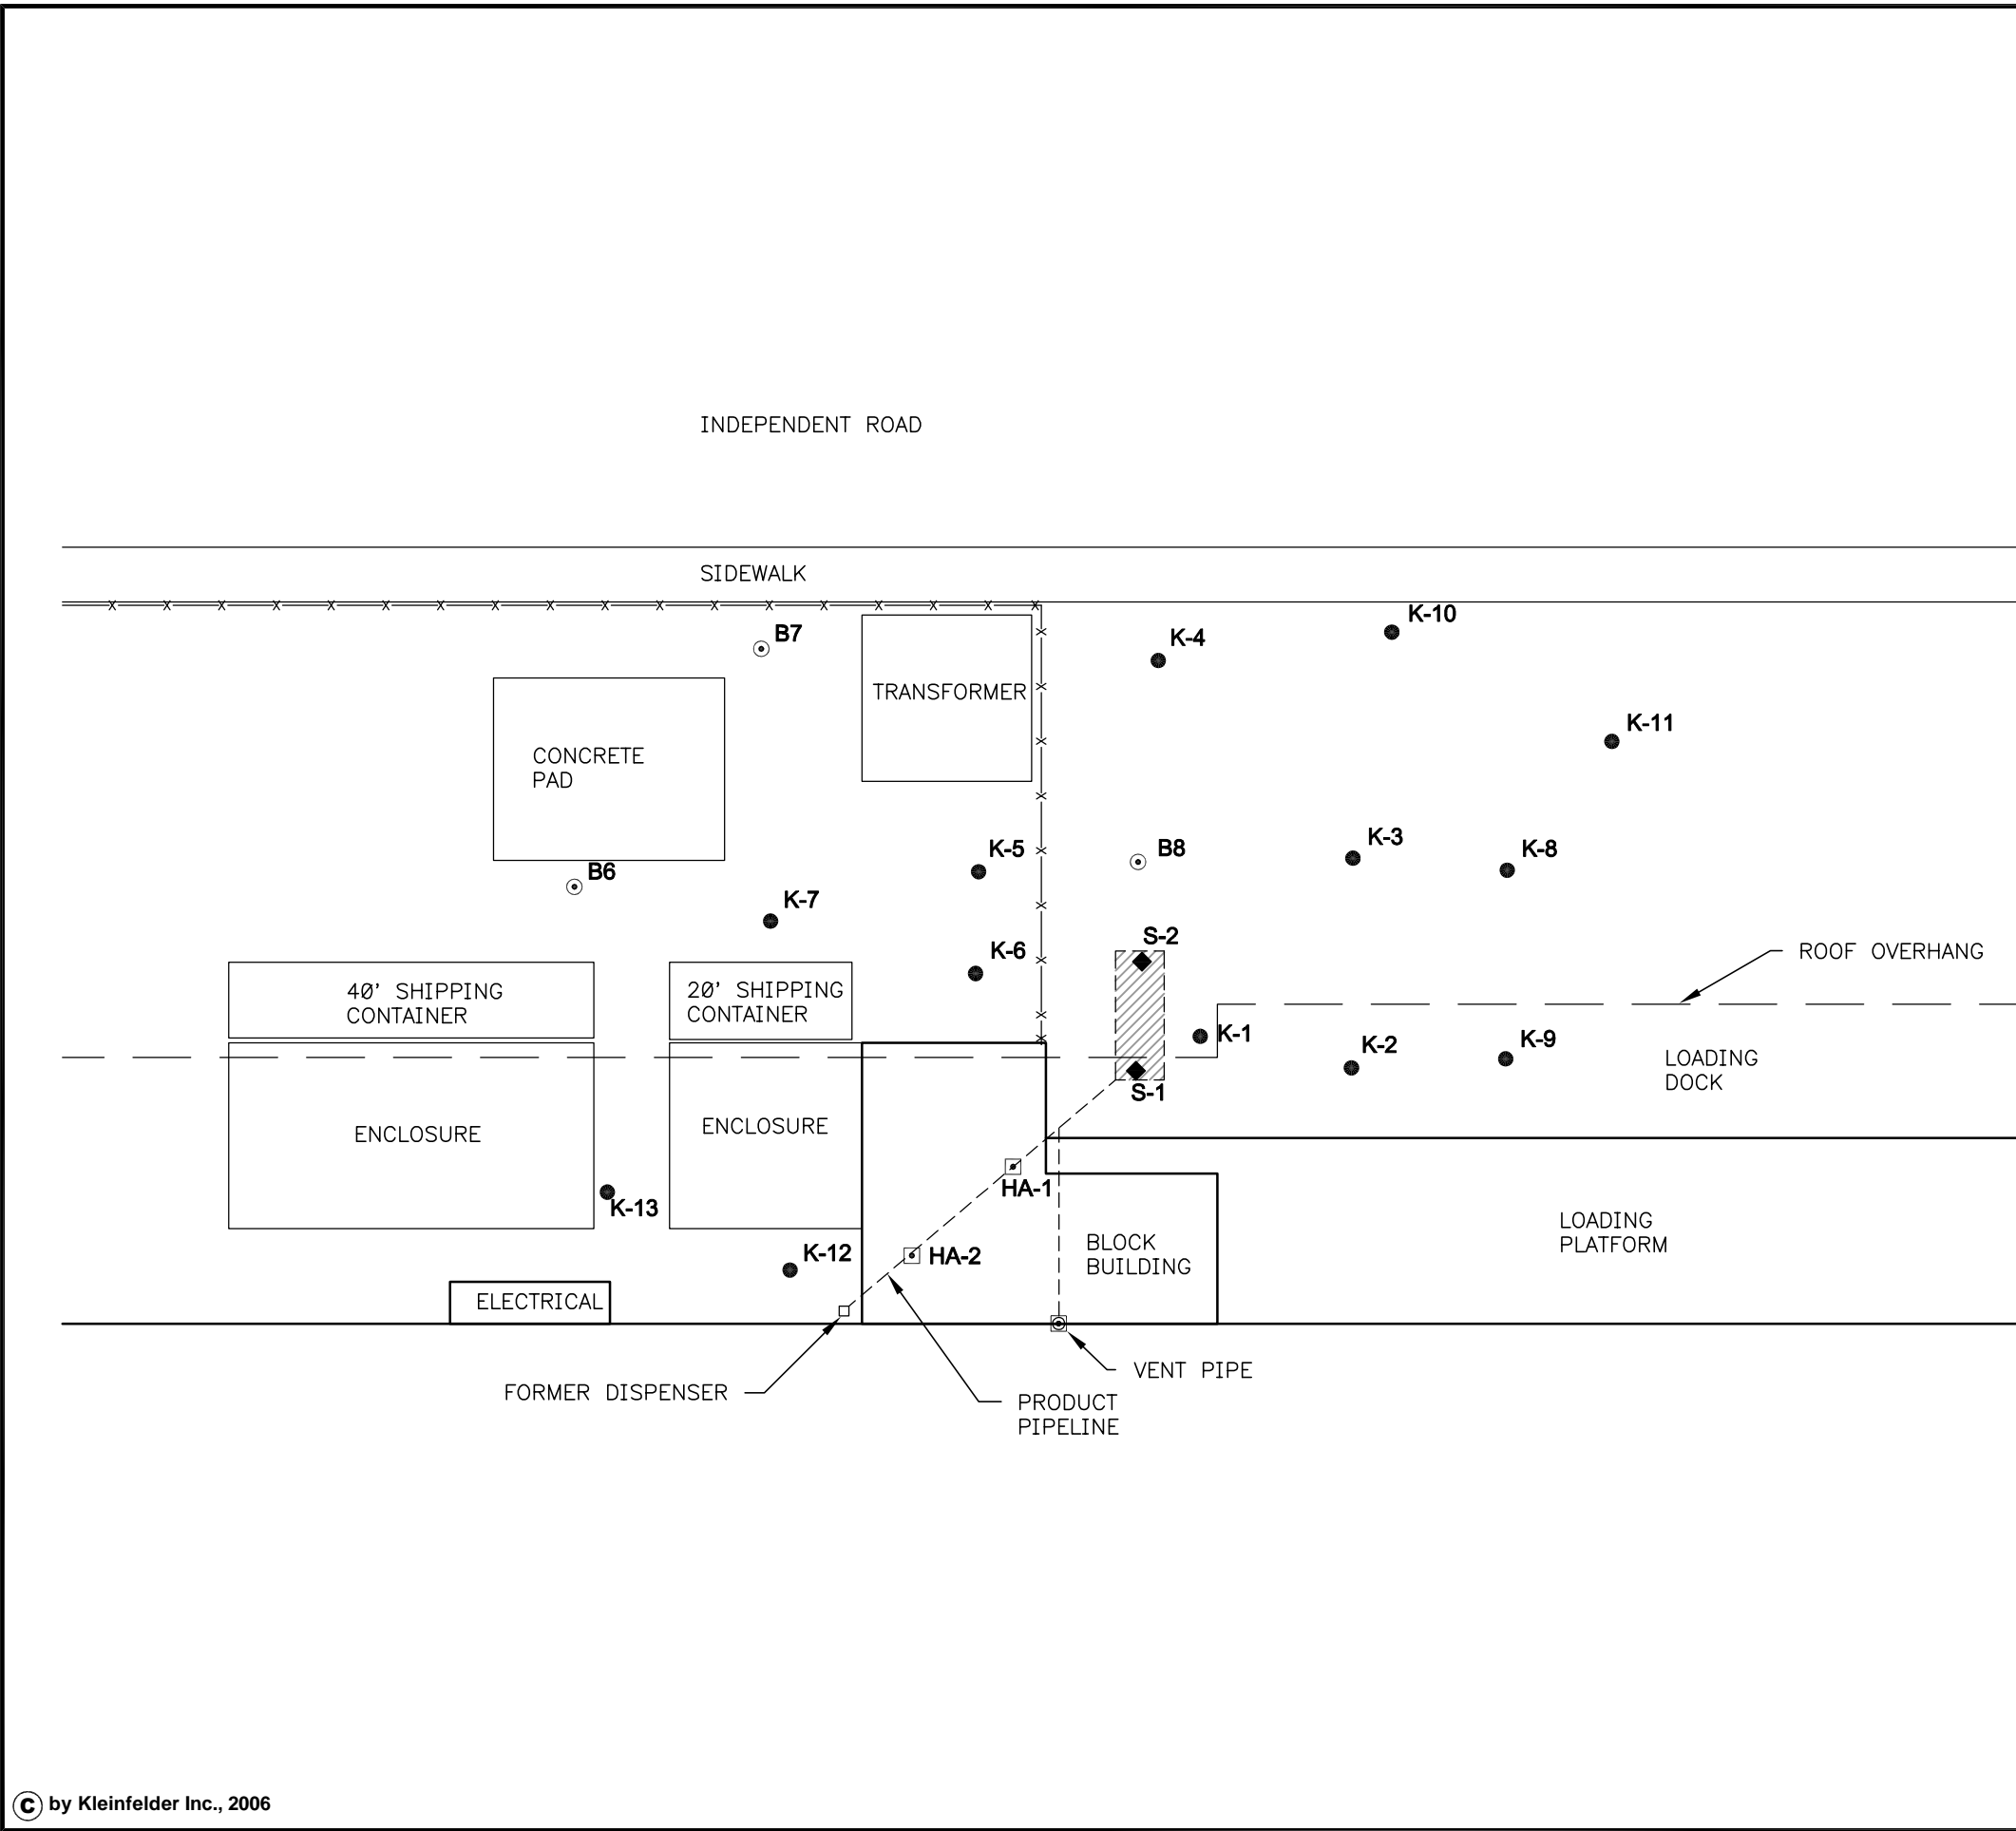 INDEPENDENT ROAD
SIDEWALK
K-10
B7
K-4
TRANSFORMER
K-11
CONCRETE
PAD
K-3
K-5
B8
K-8
B6
K-7
S-2
K-6
ROOF OVERHANG
40' SHIPPING
CONTAINER
20' SHIPPING
CONTAINER
K-1
K-2
K-9
LOADING
DOCK
S-1
ENCLOSURE
ENCLOSURE
HA-1
K-13
LOADING
PLATFORM
K-12
HA-2
BLOCK
BUILDING
ELECTRICAL
VENT PIPE
FORMER DISPENSER
PRODUCT
PIPELINE
© by Kleinfelder Inc., 2006